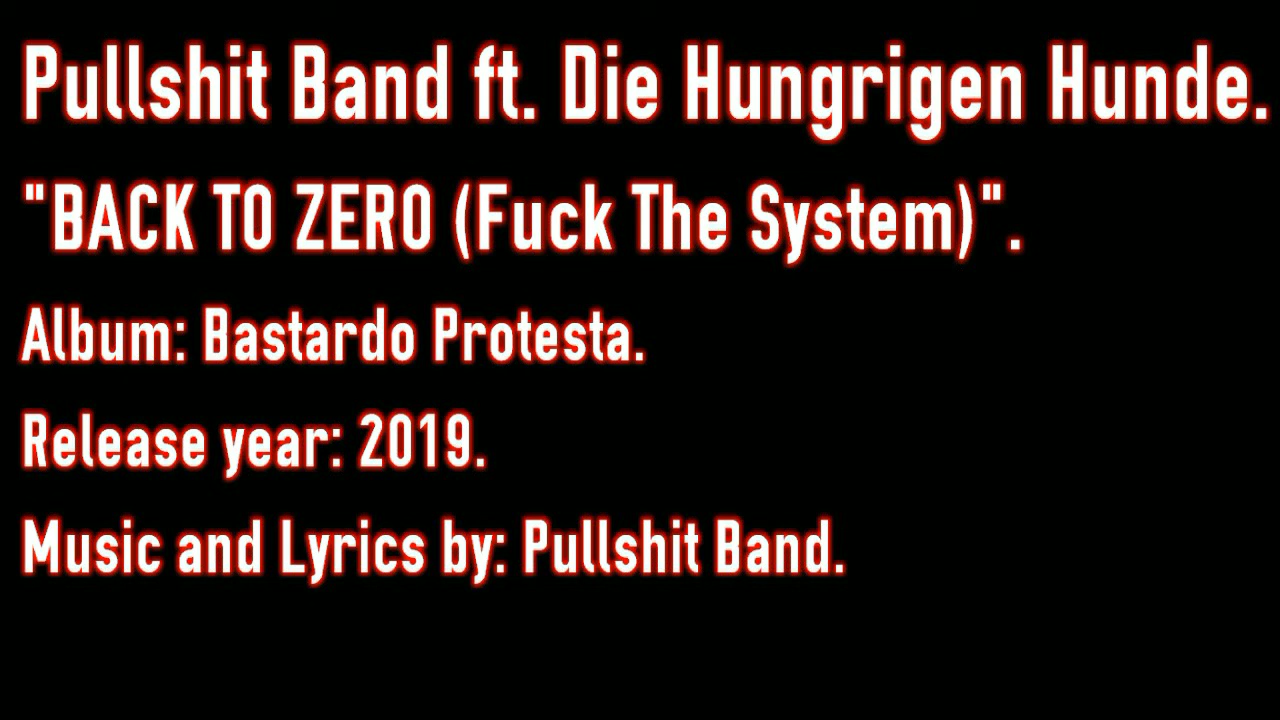 Pullshit Band ft. Die Hungrigen Hunde.
"BACK TO ZERO (Fuck The System)".
Album: Bastardo Protesta.
Release year: 2019.
Music and Lyrics by: Pullshit Band.